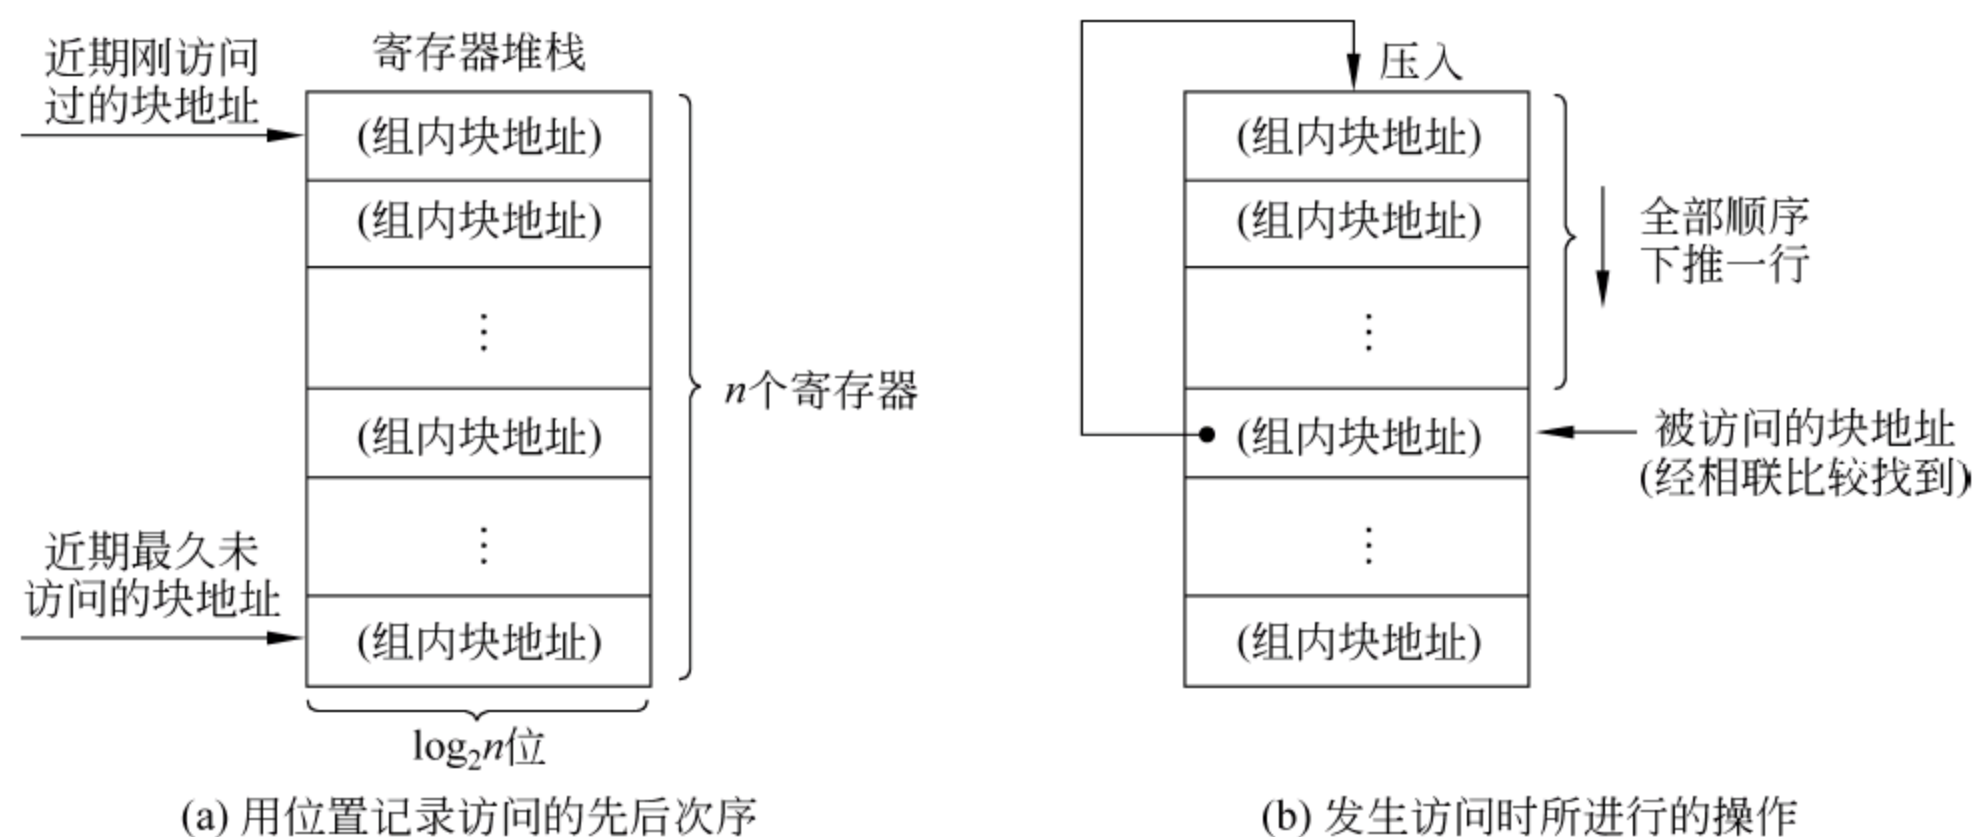 近期刚访问
过的块地址
寄存器堆栈
(组内块地址)
(组内块地址)
⋮
(组内块地址)
⋮
(组内块地址)
n个寄存器
近期最久未
访问的块地址
log₂n位
(a) 用位置记录访问的先后次序
压入
(组内块地址)
(组内块地址)
⋮
(组内块地址)
⋮
(组内块地址)
全部顺序
下推一行
被访问的块地址
(经相联比较找到)
(b) 发生访问时所进行的操作